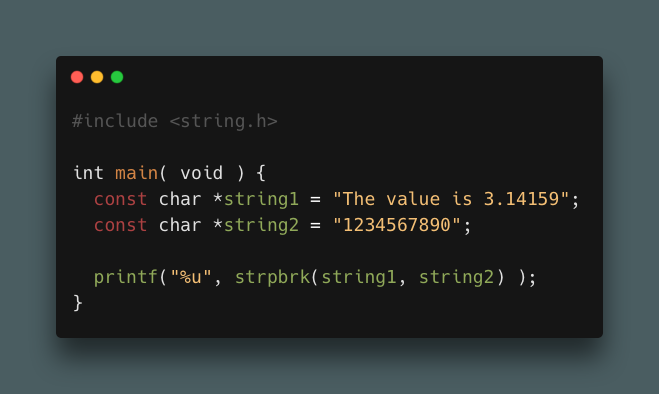 #include <string.h>
int main( void ) {
const char *string1 = "The value is 3.14159";
const char *string2 = "1234567890";
printf("%u", strpbrk(string1, string2) );
}